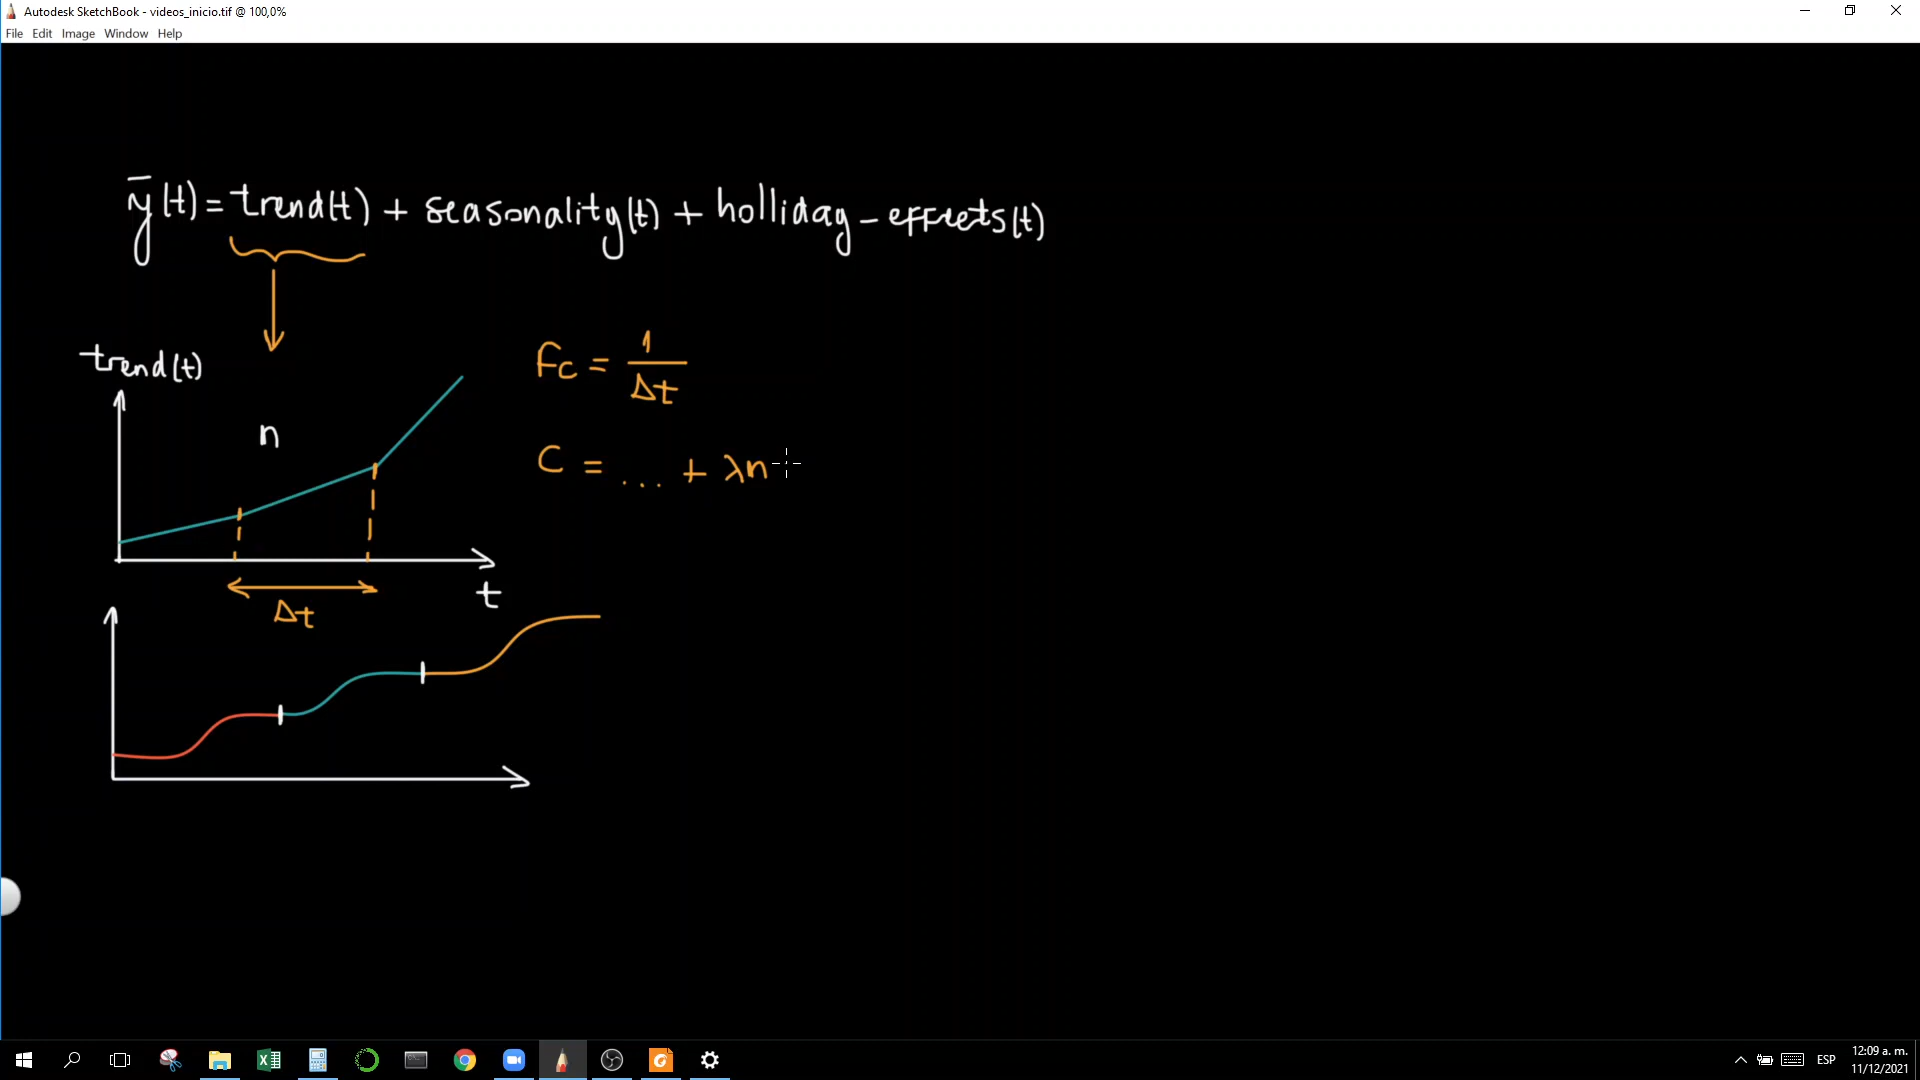 Autodesk SketchBook - videos_inicio.tif @ 100,0%
File Edit Image Window Help
ȳ(t) = trend(t) + seasonality(t) + holliday - effects(t)
trend(t)
Fc = 1/Δt
n
C = ... + λn
t
Δt
ESP
12:09 a. m.
11/12/2021